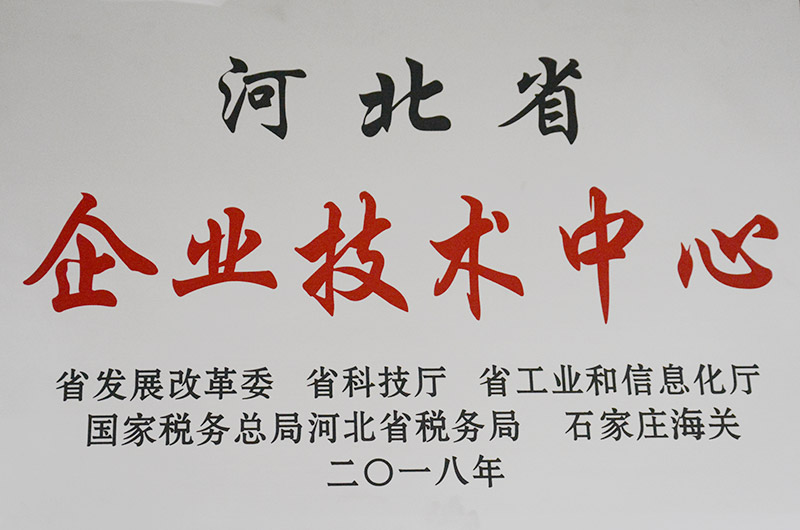 河北省
企业技术中心
省发展改革委 省科技厅 省工业和信息化厅
国家税务总局河北省税务局 石家庄海关
二〇一八年